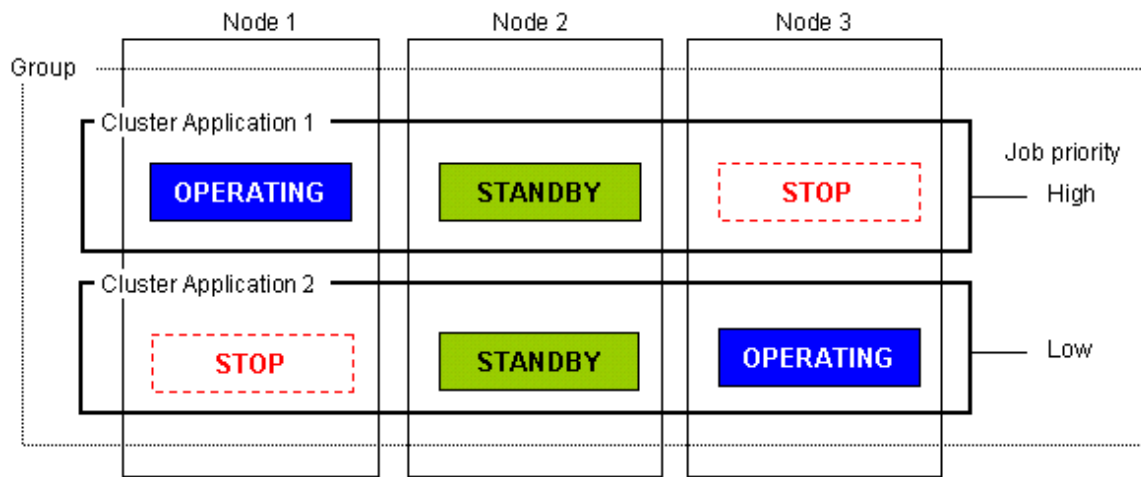 Node 1 Node 2 Node 3
Group
Cluster Application 1
Job priority
OPERATING STANDBY STOP High
Cluster Application 2
STOP STANDBY OPERATING Low